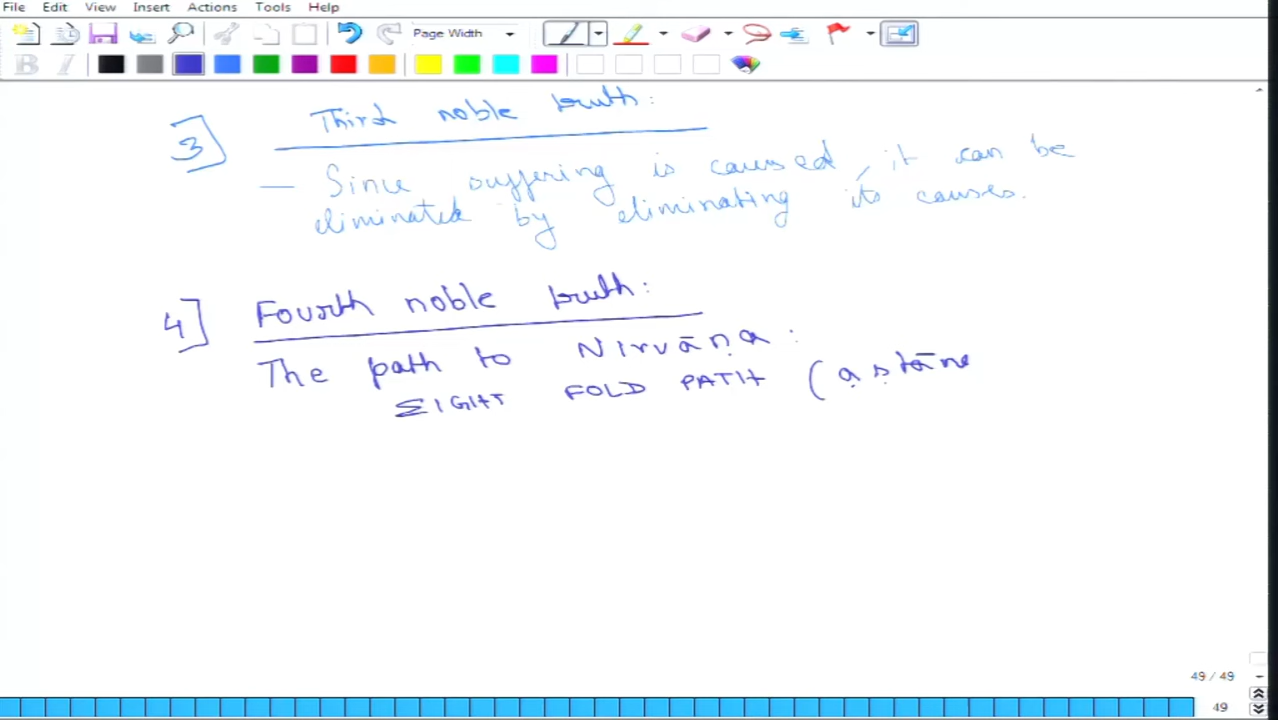 File Edit View Insert Actions Tools Help
Page Width
B I
3] Third noble truth:
— Since suffering is caused, it can be
eliminated by eliminating its causes.
4] Fourth noble truth:
The path to Nirvāṇa:
EIGHT FOLD PATH (
49 / 49
49